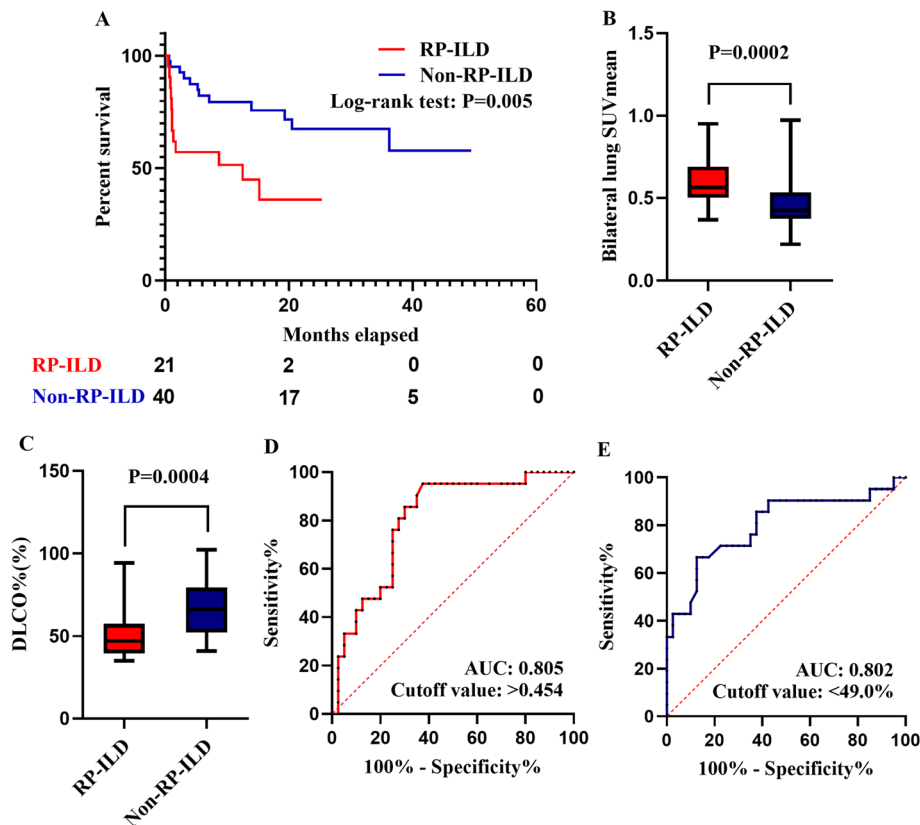 A
RP-ILD
Non-RP-ILD
Log-rank test: P=0.005
Percent survival
100
50
0
0 20 40 60
Months elapsed
RP-ILD 21 2 0 0
Non-RP-ILD 40 17 5 0
B
P=0.0002
Bilateral lung SUVmean
1.5
1.0
0.5
0.0
RP-ILD
Non-RP-ILD
C
P=0.0004
DLCO%(%)
150
100
50
0
RP-ILD
Non-RP-ILD
D
Sensitivity%
100
80
60
40
20
0
AUC: 0.805
Cutoff value: >0.454
0 20 40 60 80 100
100% - Specificity%
E
Sensitivity%
100
80
60
40
20
0
AUC: 0.802
Cutoff value: <49.0%
0 20 40 60 80 100
100% - Specificity%